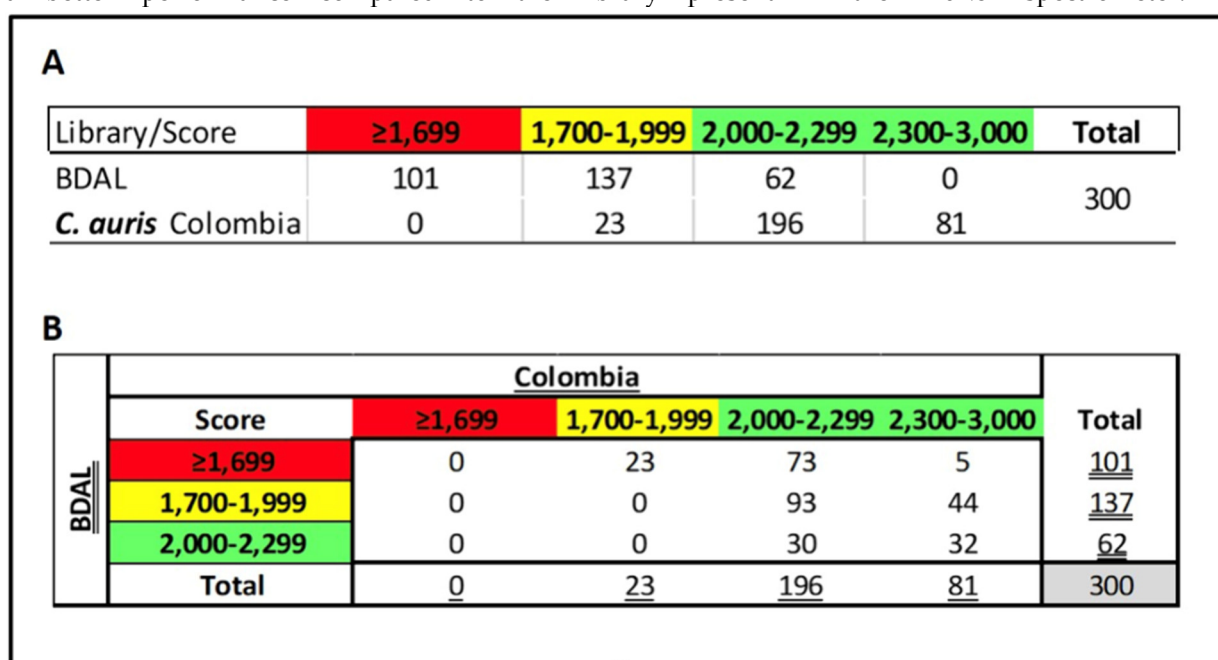 A
Library/Score ≥1,699 1,700-1,999 2,000-2,299 2,300-3,000 Total
BDAL 101 137 62 0 300
C. auris Colombia 0 23 196 81
B
Colombia
Score ≥1,699 1,700-1,999 2,000-2,299 2,300-3,000 Total
BDAL
≥1,699 0 23 73 5 101
1,700-1,999 0 0 93 44 137
2,000-2,299 0 0 30 32 62
Total 0 23 196 81 300